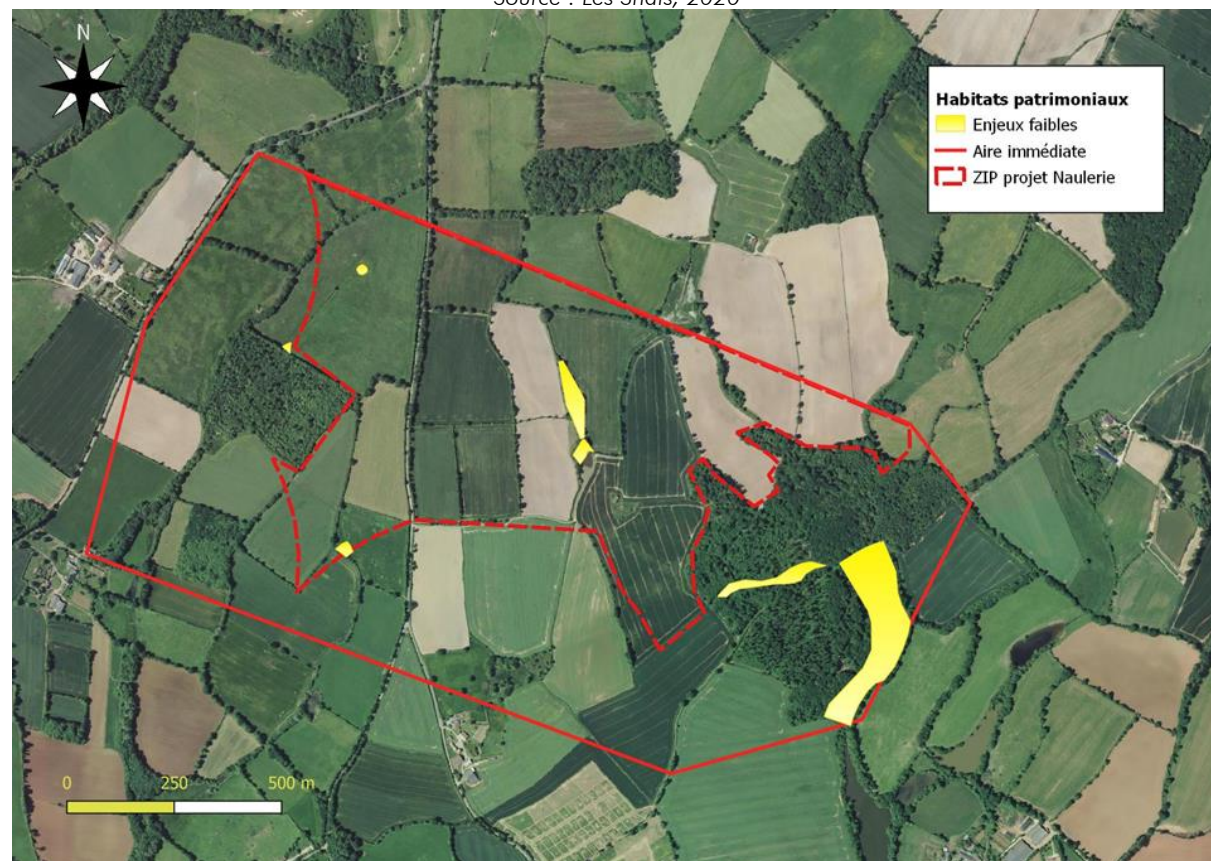 Source : Les Snats, 2020
N
Habitats patrimoniaux
Enjeux faibles
Aire immédiate
ZIP projet Naulerie
0 250 500 m